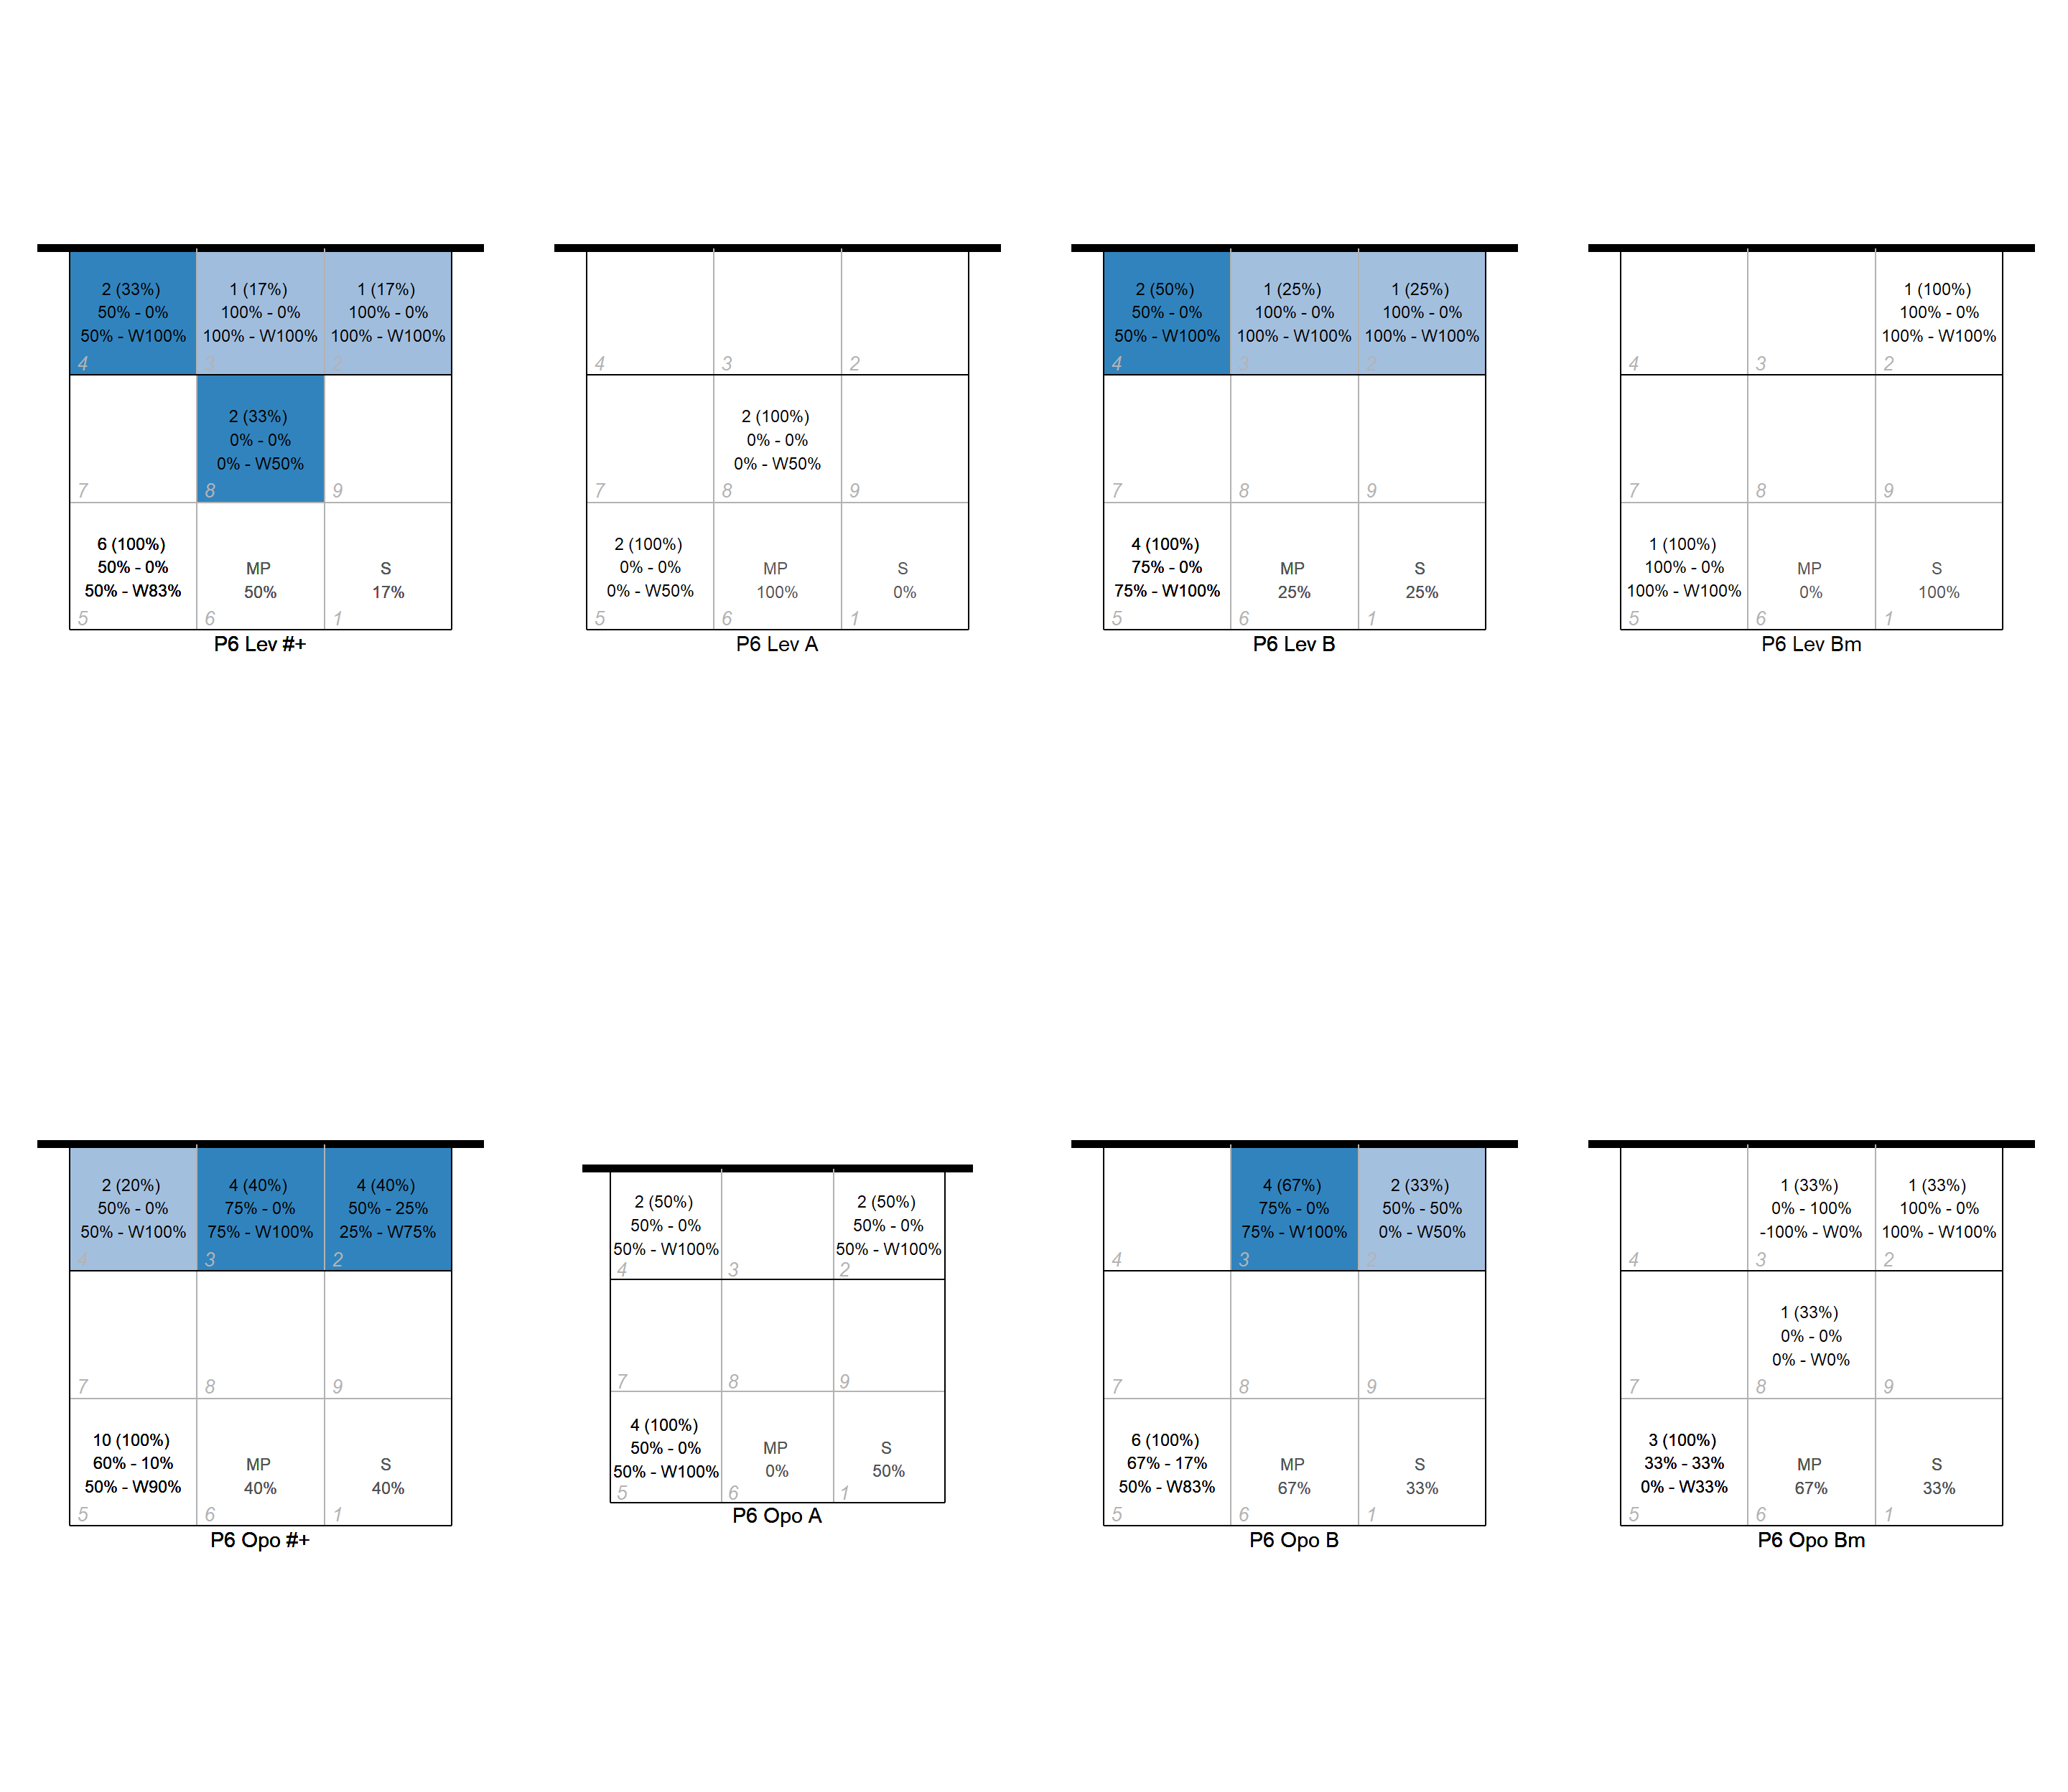 2 (33%)
50% - 0%
50% - W100%
4
1 (17%)
100% - 0%
100% - W100%
3
1 (17%)
100% - 0%
100% - W100%
2
7
2 (33%)
0% - 0%
0% - W50%
8
9
6 (100%)
50% - 0%
50% - W83%
5
MP
50%
6
S
17%
1
P6 Lev #+
4
3
2
7
2 (100%)
0% - 0%
0% - W50%
8
9
2 (100%)
0% - 0%
0% - W50%
5
MP
100%
6
S
0%
1
P6 Lev A
2 (50%)
50% - 0%
50% - W100%
4
1 (25%)
100% - 0%
100% - W100%
3
1 (25%)
100% - 0%
100% - W100%
2
7
8
9
4 (100%)
75% - 0%
75% - W100%
5
MP
25%
6
S
25%
1
P6 Lev B
4
3
1 (100%)
100% - 0%
100% - W100%
2
7
8
9
1 (100%)
100% - 0%
100% - W100%
5
MP
0%
6
S
100%
1
P6 Lev Bm
2 (20%)
50% - 0%
50% - W100%
4
4 (40%)
75% - 0%
75% - W100%
3
4 (40%)
50% - 25%
25% - W75%
2
7
8
9
10 (100%)
60% - 10%
50% - W90%
5
MP
40%
6
S
40%
1
P6 Opo #+
2 (50%)
50% - 0%
50% - W100%
4
3
2 (50%)
50% - 0%
50% - W100%
2
7
8
9
4 (100%)
50% - 0%
50% - W100%
5
MP
0%
6
S
50%
1
P6 Opo A
4
4 (67%)
75% - 0%
75% - W100%
3
2 (33%)
50% - 50%
0% - W50%
2
7
8
9
6 (100%)
67% - 17%
50% - W83%
5
MP
67%
6
S
33%
1
P6 Opo B
4
1 (33%)
0% - 100%
-100% - W0%
3
1 (33%)
100% - 0%
100% - W100%
2
7
1 (33%)
0% - 0%
0% - W0%
8
9
3 (100%)
33% - 33%
0% - W33%
5
MP
67%
6
S
33%
1
P6 Opo Bm